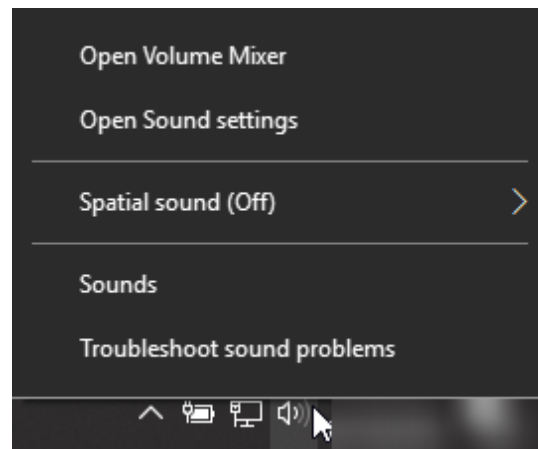 Open Volume Mixer
Open Sound settings
Spatial sound (Off)
Sounds
Troubleshoot sound problems